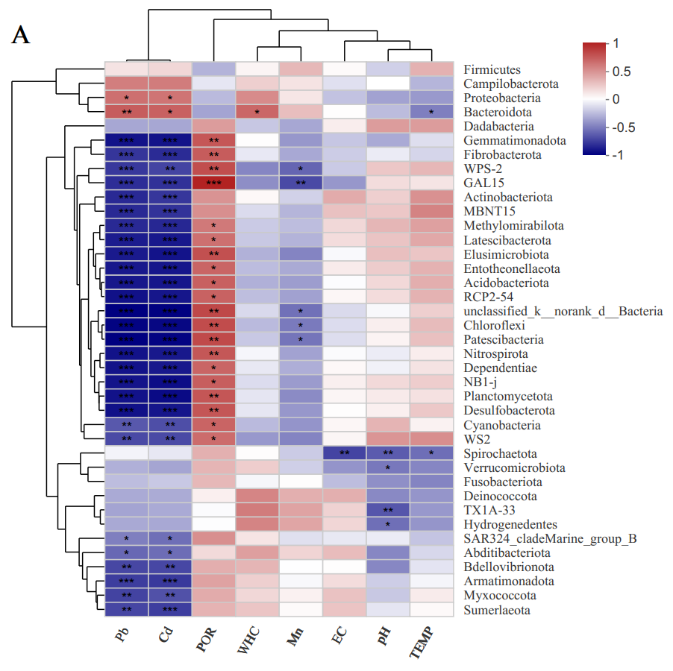 A
1
0.5
0
-0.5
-1
Firmicutes
Campilobacterota
* * Proteobacteria
** * * * Bacteroidota
Dadabacteria
*** *** ** Gemmatimonadota
*** *** ** Fibrobacterota
*** ** ** * WPS-2
*** *** *** ** GAL15
*** *** Actinobacteriota
*** *** MBNT15
*** *** * Methylomirabilota
*** *** * Latescibacterota
*** *** ** Elusimicrobiota
*** *** * Entotheonellaeota
*** *** * Acidobacteriota
*** *** * RCP2-54
*** *** ** * unclassified_k__norank_d__Bacteria
*** *** ** * Chloroflexi
*** *** ** * Patescibacteria
*** *** ** Nitrospirota
*** *** * Dependentiae
*** *** * NB1-j
*** *** ** Planctomycetota
*** *** ** Desulfobacterota
** ** * Cyanobacteria
** ** * WS2
** ** * Spirochaetota
* Verrucomicrobiota
Fusobacteriota
Deinococcota
** TX1A-33
* Hydrogenedentes
* * SAR324_cladeMarine_group_B
* * Abditibacteriota
** ** Bdellovibrionota
*** *** Armatimonadota
** ** Myxococcota
** *** Sumerlaeota
Pb Cd POR WHC Mn EC pH TEMP